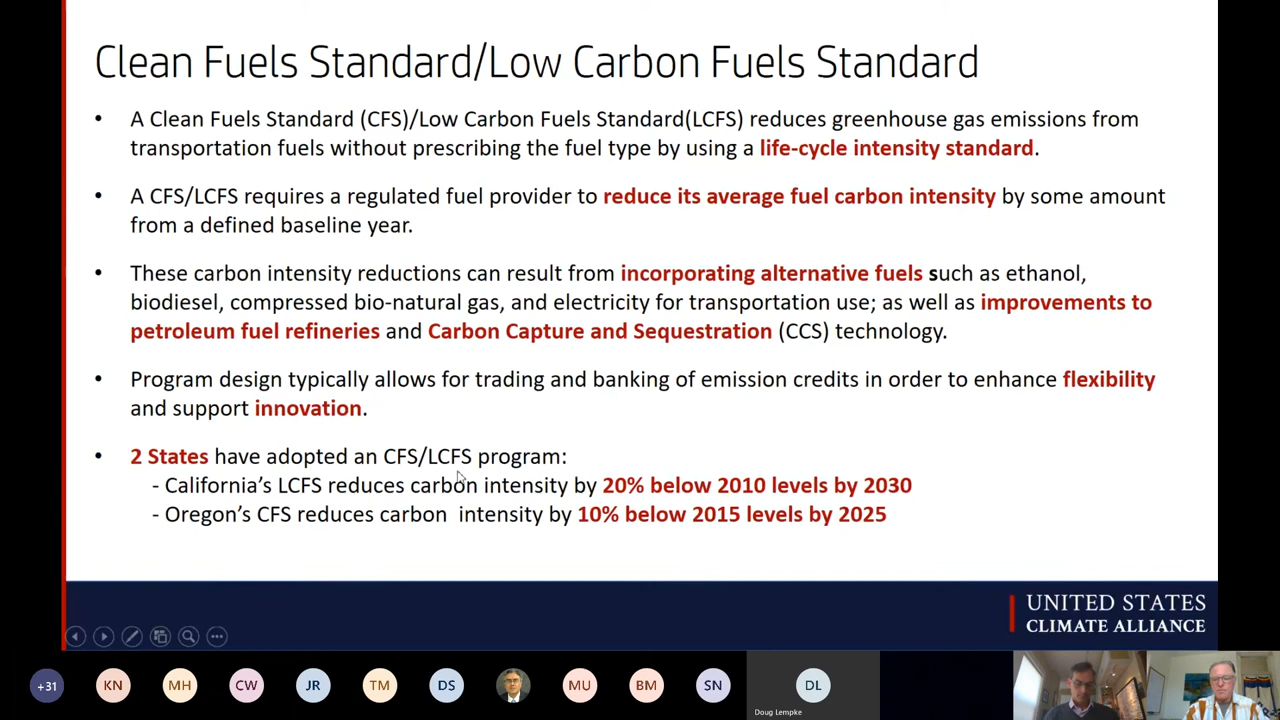 Clean Fuels Standard/Low Carbon Fuels Standard
• A Clean Fuels Standard (CFS)/Low Carbon Fuels Standard(LCFS) reduces greenhouse gas emissions from
transportation fuels without prescribing the fuel type by using a life-cycle intensity standard.
• A CFS/LCFS requires a regulated fuel provider to reduce its average fuel carbon intensity by some amount
from a defined baseline year.
• These carbon intensity reductions can result from incorporating alternative fuels such as ethanol,
biodiesel, compressed bio-natural gas, and electricity for transportation use; as well as improvements to
petroleum fuel refineries and Carbon Capture and Sequestration (CCS) technology.
• Program design typically allows for trading and banking of emission credits in order to enhance flexibility
and support innovation.
• 2 States have adopted an CFS/LCFS program:
- California's LCFS reduces carbon intensity by 20% below 2010 levels by 2030
- Oregon's CFS reduces carbon intensity by 10% below 2015 levels by 2025
UNITED STATES
CLIMATE ALLIANCE
+31 KN MH CW JR TM DS MU BM SN DL
Doug Lempke